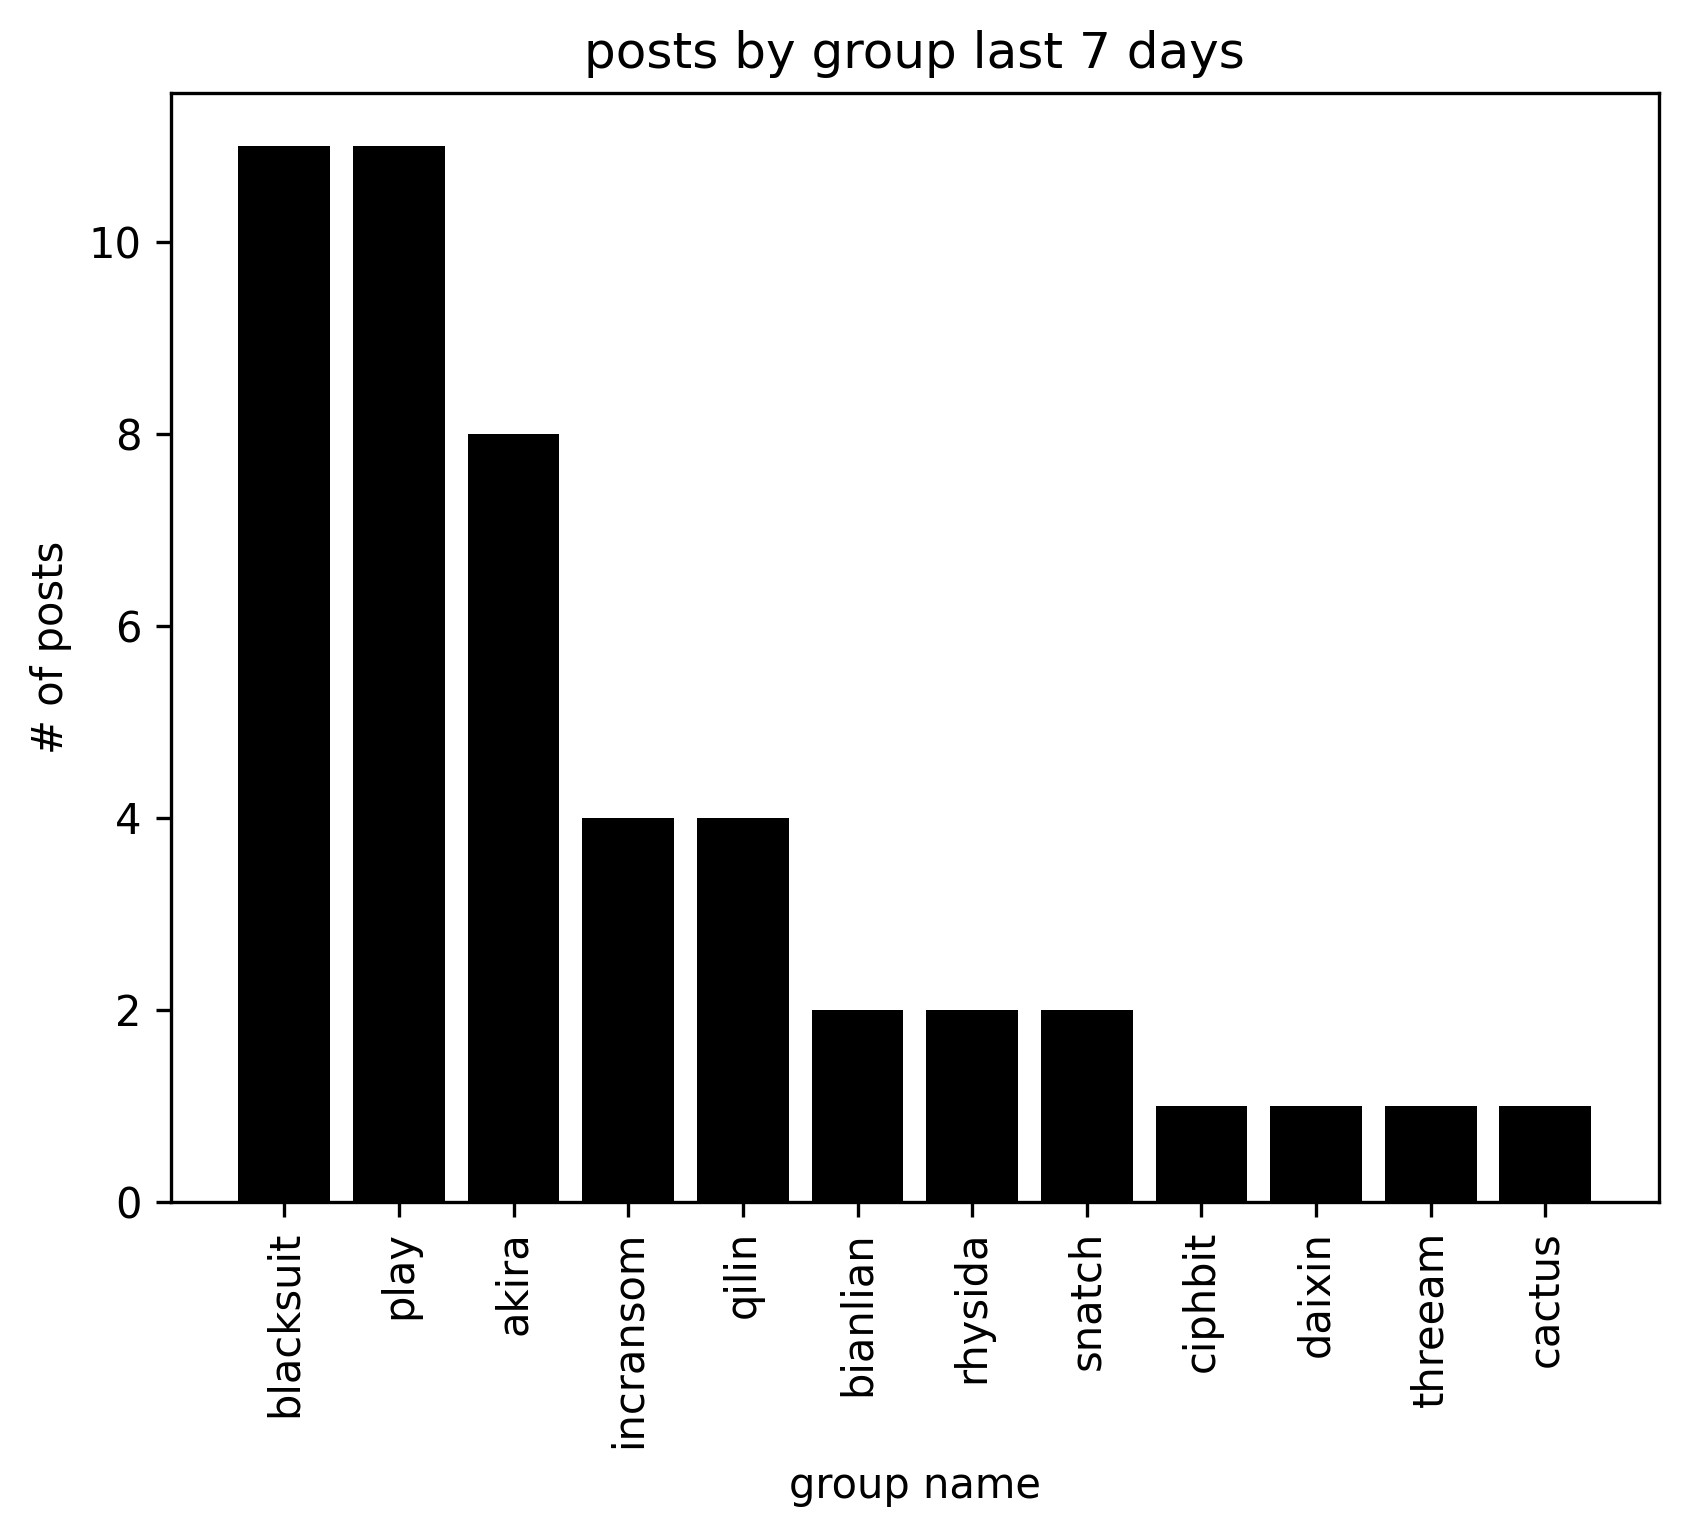 posts by group last 7 days
# of posts
10
8
6
4
2
0
blacksuit
play
akira
incransom
qilin
bianlian
rhysida
snatch
ciphbit
daixin
threeam
cactus
group name